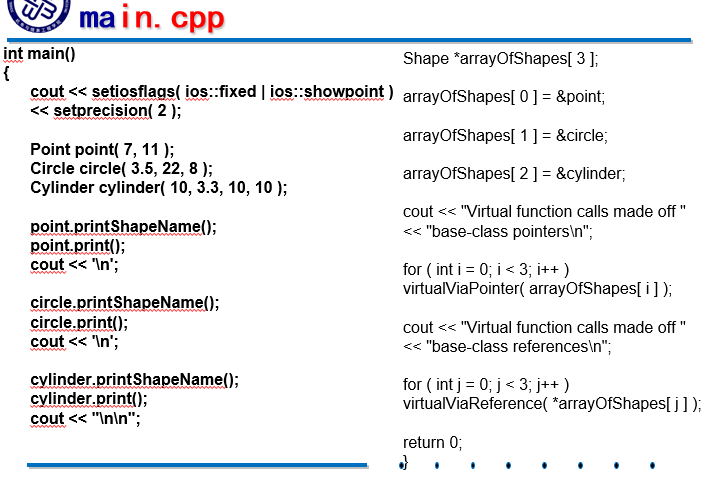 main. cpp
int main()
{
cout << setiosflags( ios::fixed | ios::showpoint )
<< setprecision( 2 );
Point point( 7, 11 );
Circle circle( 3.5, 22, 8 );
Cylinder cylinder( 10, 3.3, 10, 10 );
point.printShapeName();
point.print();
cout << '\n';
circle.printShapeName();
circle.print();
cout << '\n';
cylinder.printShapeName();
cylinder.print();
cout << "\n\n";
Shape *arrayOfShapes[ 3 ];
arrayOfShapes[ 0 ] = &point;
arrayOfShapes[ 1 ] = &circle;
arrayOfShapes[ 2 ] = &cylinder;
cout << "Virtual function calls made off "
<< "base-class pointers\n";
for ( int i = 0; i < 3; i++ )
virtualViaPointer( arrayOfShapes[ i ] );
cout << "Virtual function calls made off "
<< "base-class references\n";
for ( int j = 0; j < 3; j++ )
virtualViaReference( *arrayOfShapes[ j ] );
return 0;
}